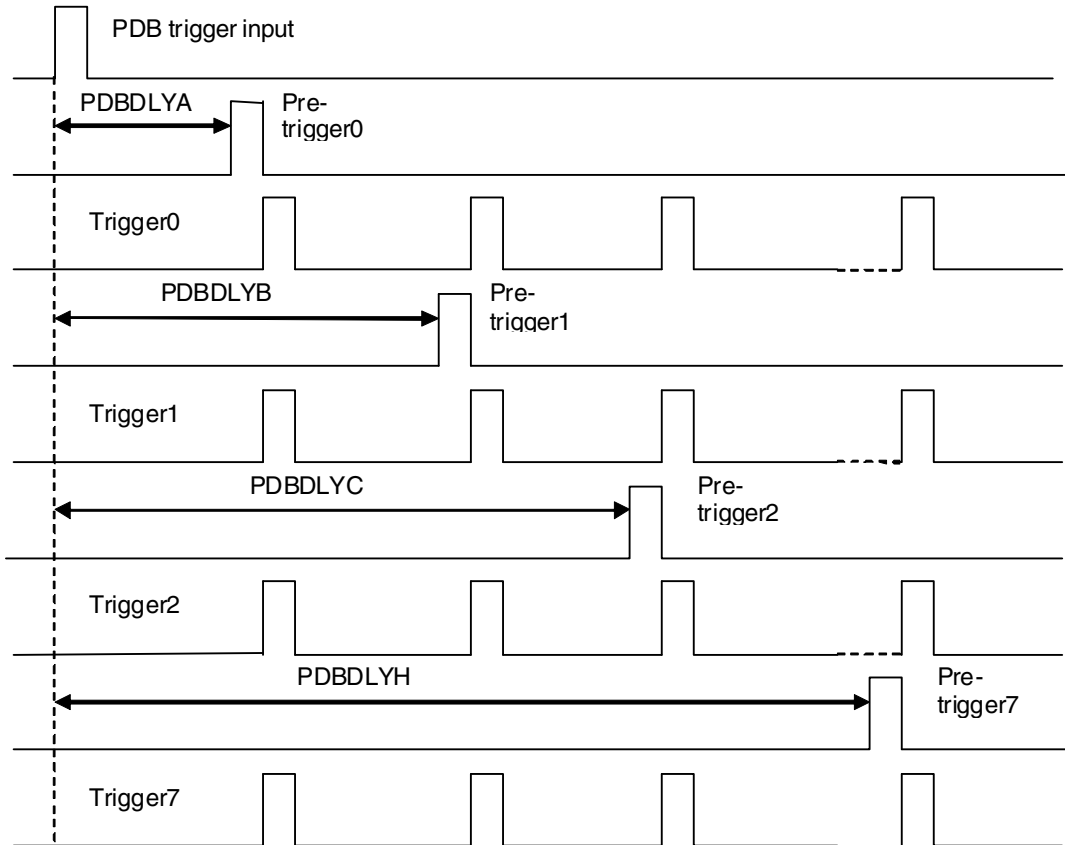 PDB trigger input
PDBDLYA
Pre-
trigger0
Trigger0
PDBDLYB
Pre-
trigger1
Trigger1
PDBDLYC
Pre-
trigger2
Trigger2
PDBDLYH
Pre-
trigger7
Trigger7